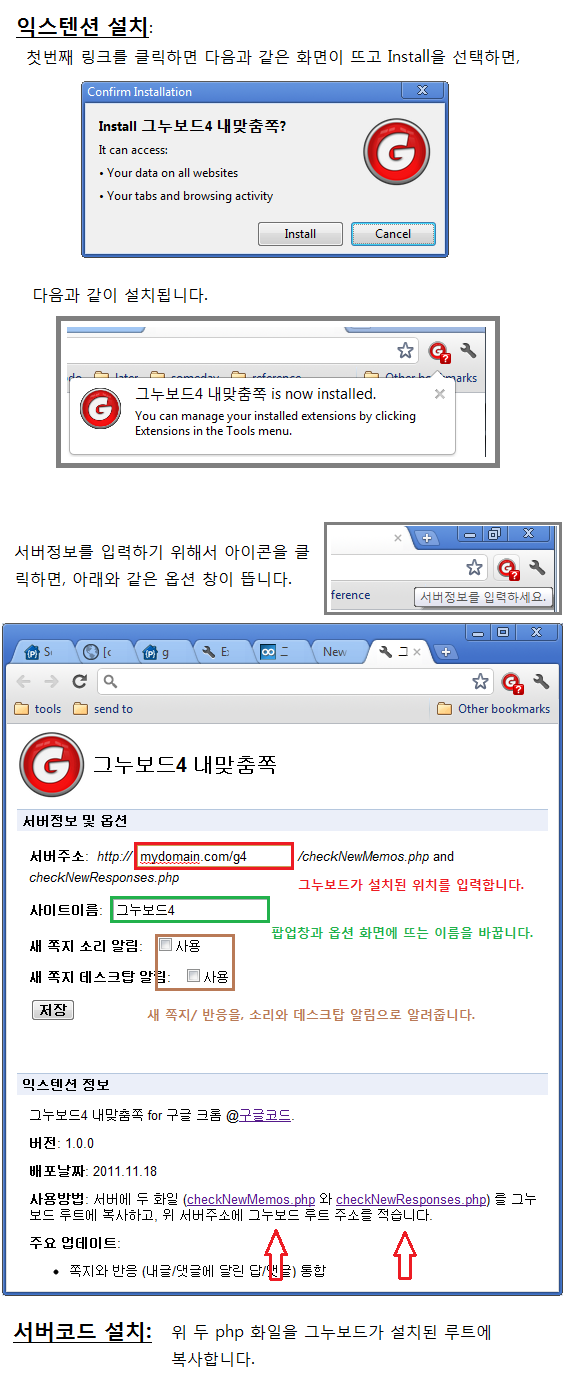 익스텐션 설치:
첫번째 링크를 클릭하면 다음과 같은 화면이 뜨고 Install을 선택하면,
Confirm Installation
Install 그누보드4 내맞춤쪽?
It can access:
• Your data on all websites
• Your tabs and browsing activity
Install Cancel
다음과 같이 설치됩니다.
later someday reference Other bookmarks
그누보드4 내맞춤쪽 is now installed.
You can manage your installed extensions by clicking
Extensions in the Tools menu.
서버정보를 입력하기 위해서 아이콘을 클
릭하면, 아래와 같은 옵션 창이 뜹니다.
ference
서버정보를 입력하세요.
New 그
tools send to Other bookmarks
그누보드4 내맞춤쪽
서버정보 및 옵션
서버주소: http:// mydomain.com/g4 /checkNewMemos.php and
checkNewResponses.php
그누보드가 설치된 위치를 입력합니다.
사이트이름: 그누보드4
팝업창과 옵션 화면에 뜨는 이름을 바꿉니다.
새 쪽지 소리 알림: 사용
새 쪽지 데스크탑 알림: 사용
저장
새 쪽지/ 반응을, 소리와 데스크탑 알림으로 알려줍니다.
익스텐션 정보
그누보드4 내맞춤쪽 for 구글 크롬 @구글코드.
버전: 1.0.0
배포날짜: 2011.11.18
사용방법: 서버에 두 화일 (checkNewMemos.php 와 checkNewResponses.php) 를 그누
보드 루트에 복사하고, 위 서버주소에 그누보드 루트 주소를 적습니다.
주요 업데이트:
• 쪽지와 반응 (내글/댓글에 달린 답/댓글) 통합
서버코드 설치: 위 두 php 화일을 그누보드가 설치된 루트에
복사합니다.